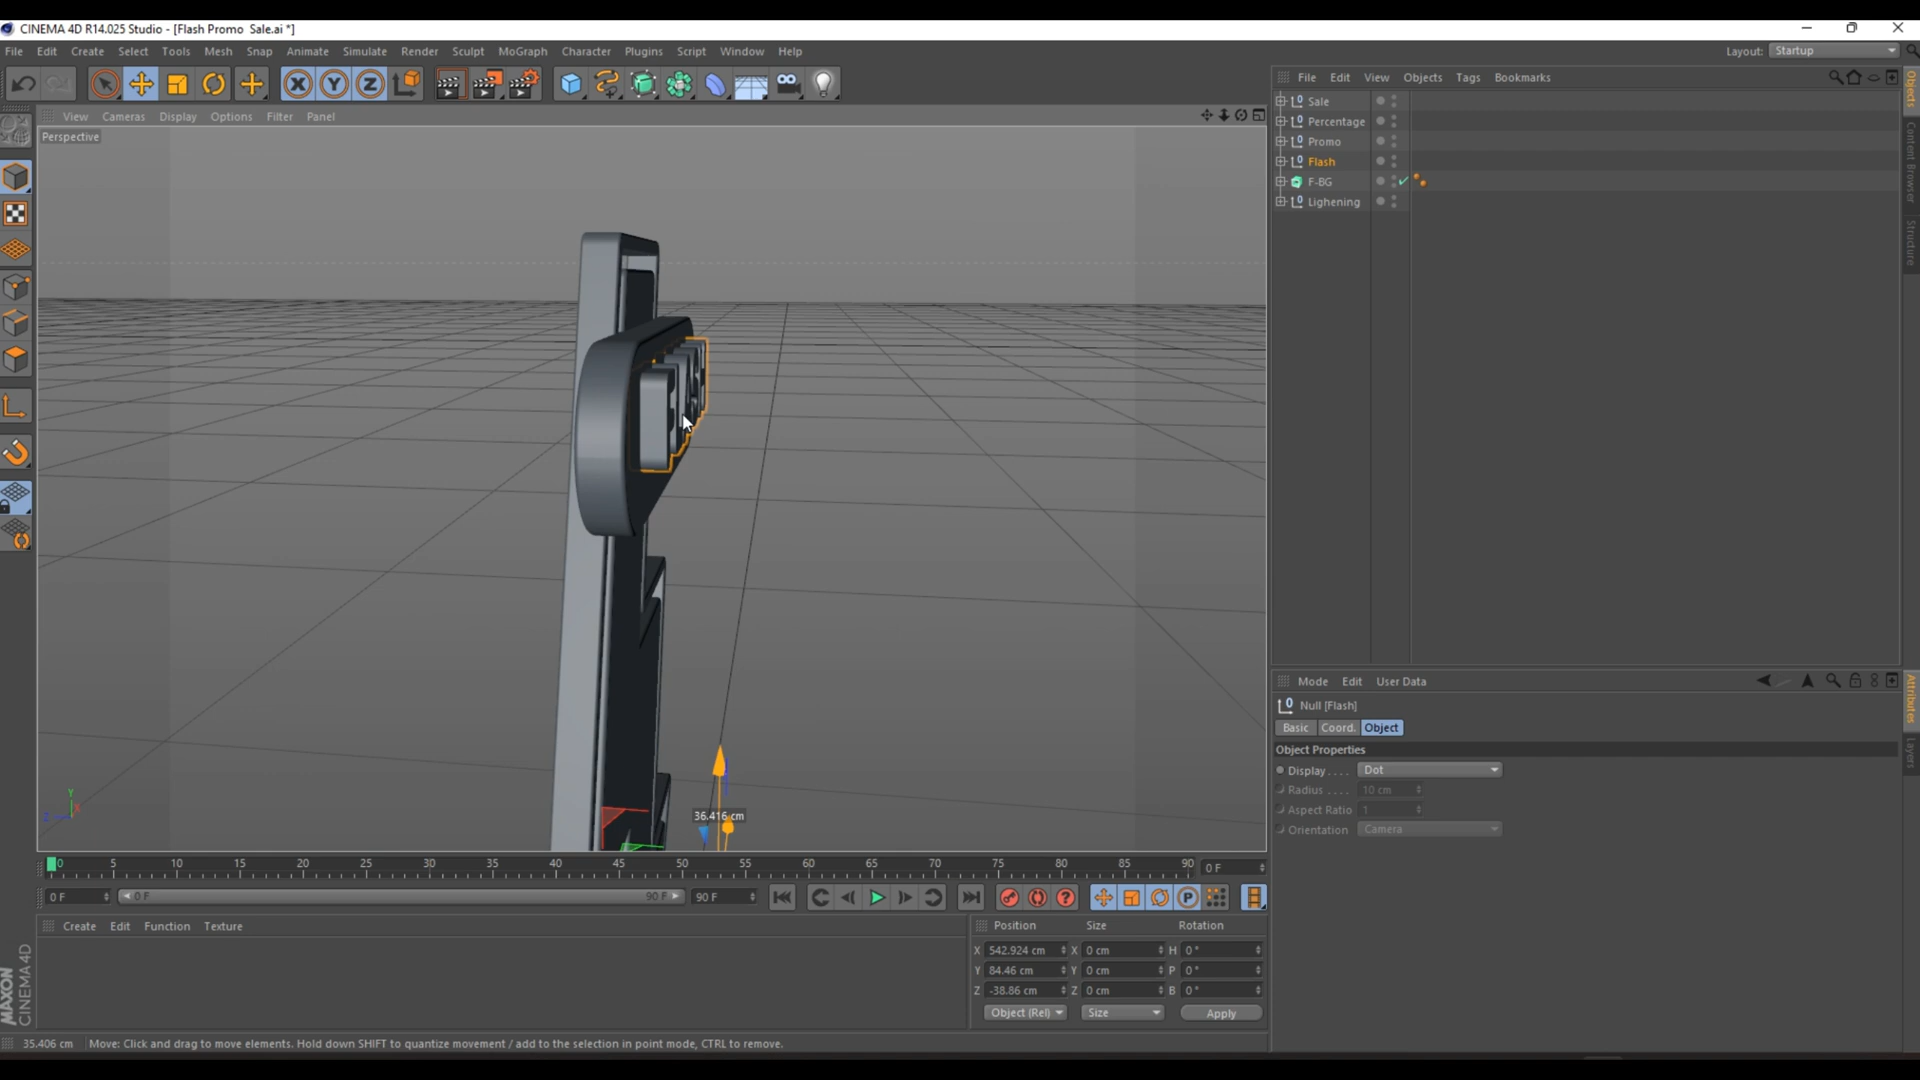 CINEMA 4D R14.025 Studio - [Flash Promo Sale.ai *]
File Edit Create Select Tools Mesh Snap Animate Simulate Render Sculpt MoGraph Character Plugins Script Window Help Layout: Startup
X Y Z
File Edit View Objects Tags Bookmarks
View Cameras Display Options Filter Panel
Perspective
Sale
Percentage
Promo
Flash
F-BG
Lighening
Objects
Content Browser
Structure
Mode Edit User Data
Null [Flash]
Basic Coord. Object
Object Properties
Display . . . . Dot
Radius . . . . 10 cm
Aspect Ratio 1
Orientation Camera
Attributes
Layers
36.416 cm
Y
X
Z
0 5 10 15 20 25 30 35 40 45 50 55 60 65 70 75 80 85 90 0 F
0 F 0 F 90 F 90 F
Create Edit Function Texture
Position Size Rotation
X 542.924 cm X 0 cm H 0 °
Y 84.46 cm Y 0 cm P 0 °
Z -38.86 cm Z 0 cm B 0 °
Object (Rel) Size Apply
MAXON
CINEMA 4D
35.406 cm Move: Click and drag to move elements. Hold down SHIFT to quantize movement / add to the selection in point mode, CTRL to remove.